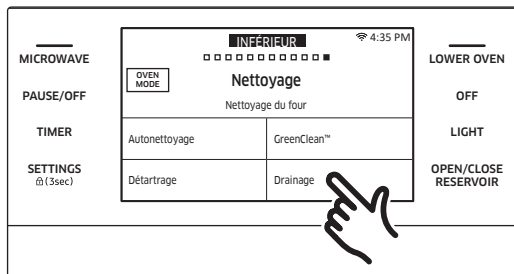 MICROWAVE
PAUSE/OFF
TIMER
SETTINGS
(3sec)
INFÉRIEUR
4:35 PM
OVEN
MODE
Nettoyage
Nettoyage du four
Autonettoyage
GreenClean™
Détartrage
Drainage
LOWER OVEN
OFF
LIGHT
OPEN/CLOSE
RESERVOIR